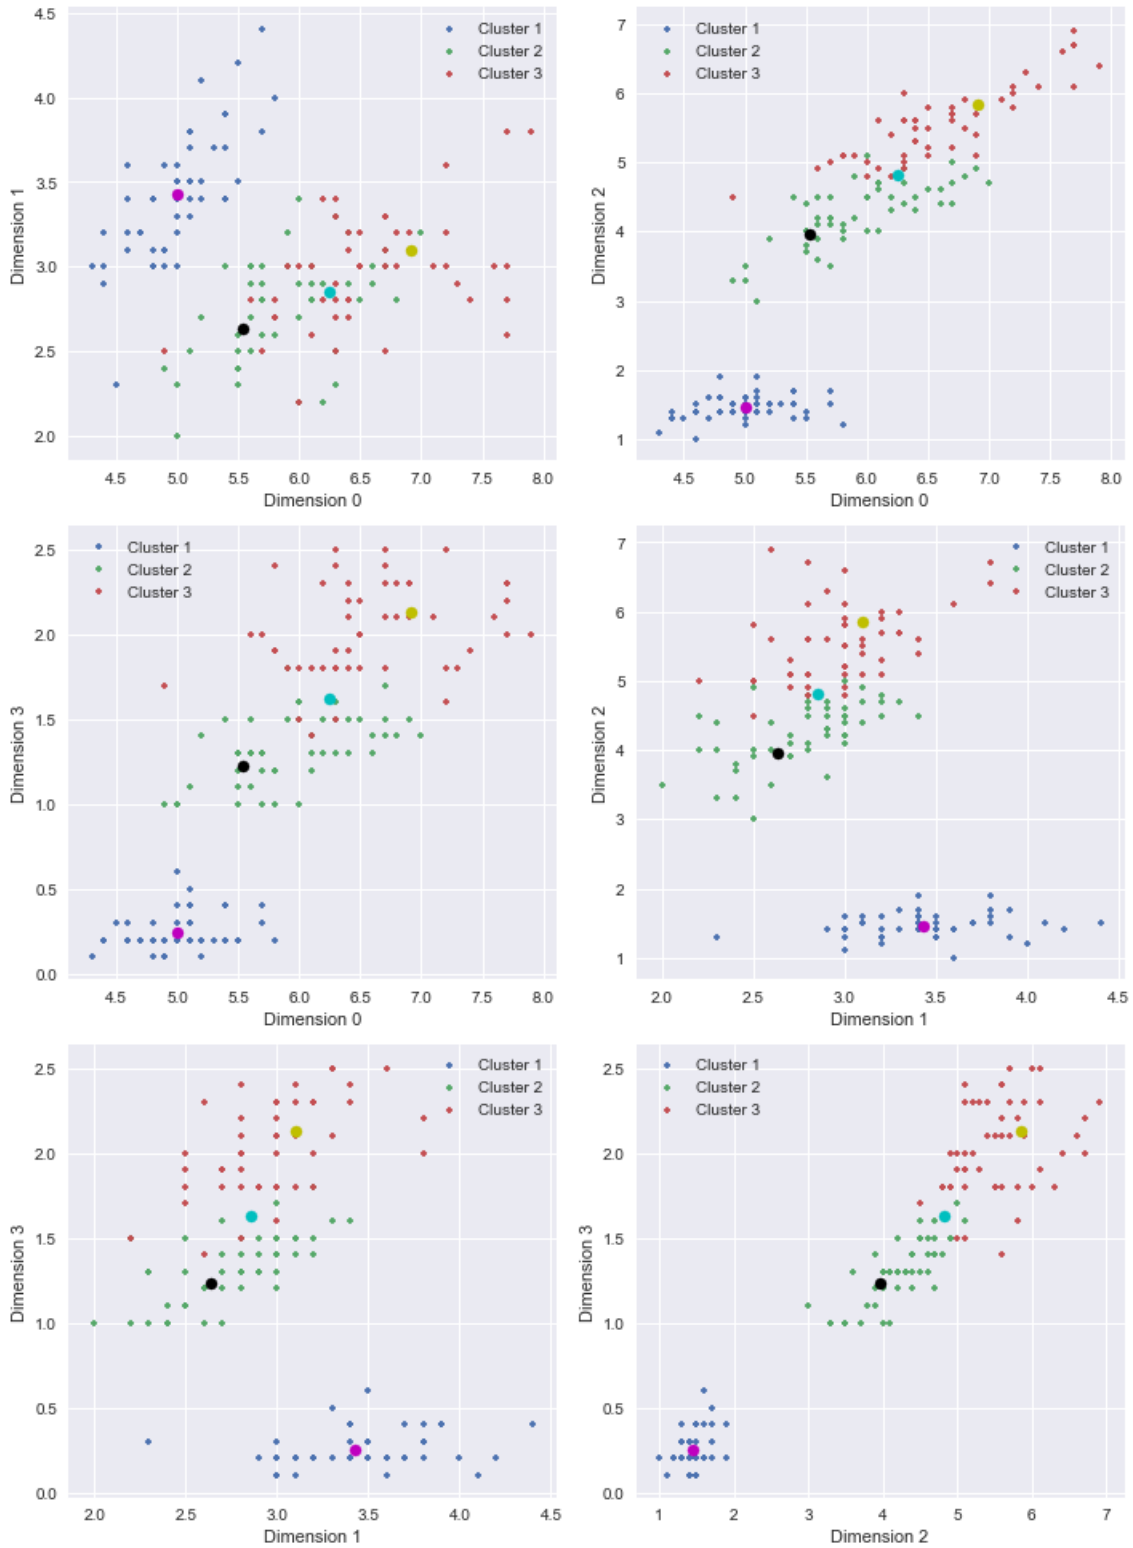 4.5
4.0
3.5
3.0
2.5
2.0
Dimension 1
Cluster 1
Cluster 2
Cluster 3
4.5 5.0 5.5 6.0 6.5 7.0 7.5 8.0
Dimension 0
7
6
5
4
3
2
1
Dimension 2
Cluster 1
Cluster 2
Cluster 3
4.5 5.0 5.5 6.0 6.5 7.0 7.5 8.0
Dimension 0
2.5
2.0
1.5
1.0
0.5
0.0
Dimension 3
Cluster 1
Cluster 2
Cluster 3
4.5 5.0 5.5 6.0 6.5 7.0 7.5 8.0
Dimension 0
7
6
5
4
3
2
1
Dimension 2
Cluster 1
Cluster 2
Cluster 3
2.0 2.5 3.0 3.5 4.0 4.5
Dimension 1
2.5
2.0
1.5
1.0
0.5
0.0
Dimension 3
Cluster 1
Cluster 2
Cluster 3
2.0 2.5 3.0 3.5 4.0 4.5
Dimension 1
2.5
2.0
1.5
1.0
0.5
0.0
Dimension 3
Cluster 1
Cluster 2
Cluster 3
1 2 3 4 5 6 7
Dimension 2